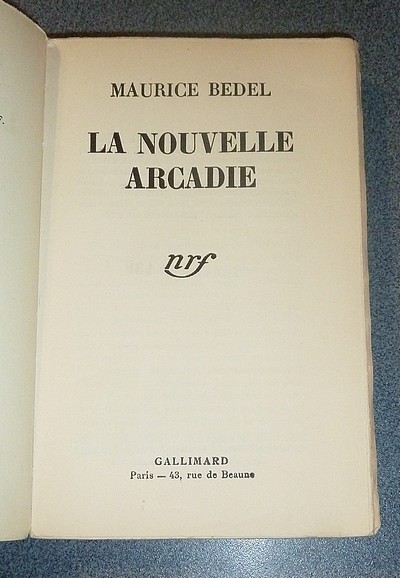 MAURICE BEDEL
LA NOUVELLE
ARCADIE
nrf
GALLIMARD
Paris — 43, rue de Beaune